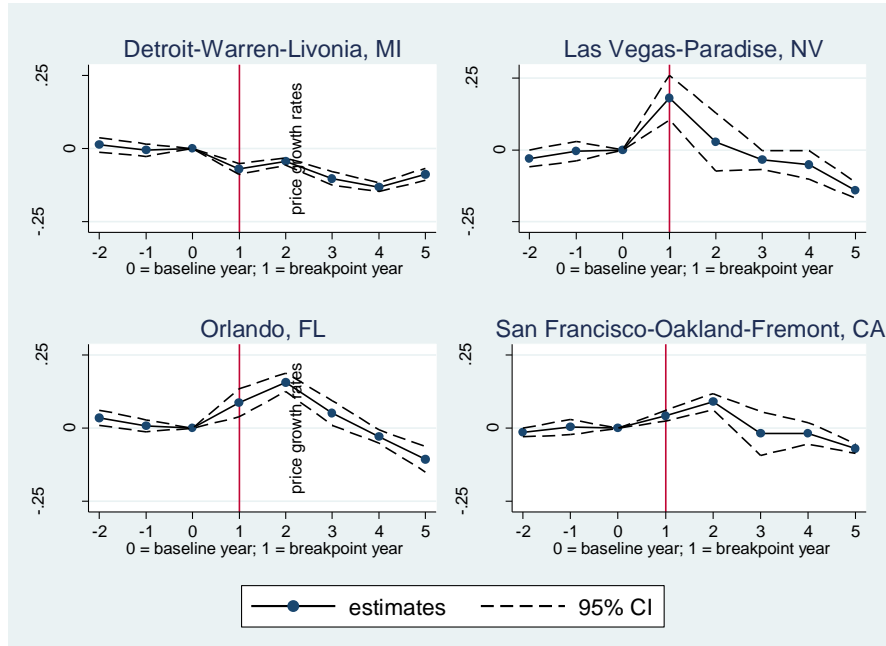 Detroit-Warren-Livonia, MI
.25
0
-.25
price growth rates
-2 -1 0 1 2 3 4 5
0 = baseline year; 1 = breakpoint year
Las Vegas-Paradise, NV
.25
0
-.25
-2 -1 0 1 2 3 4 5
0 = baseline year; 1 = breakpoint year
Orlando, FL
.25
0
-.25
price growth rates
-2 -1 0 1 2 3 4 5
0 = baseline year; 1 = breakpoint year
San Francisco-Oakland-Fremont, CA
.25
0
-.25
-2 -1 0 1 2 3 4 5
0 = baseline year; 1 = breakpoint year
estimates 95% CI